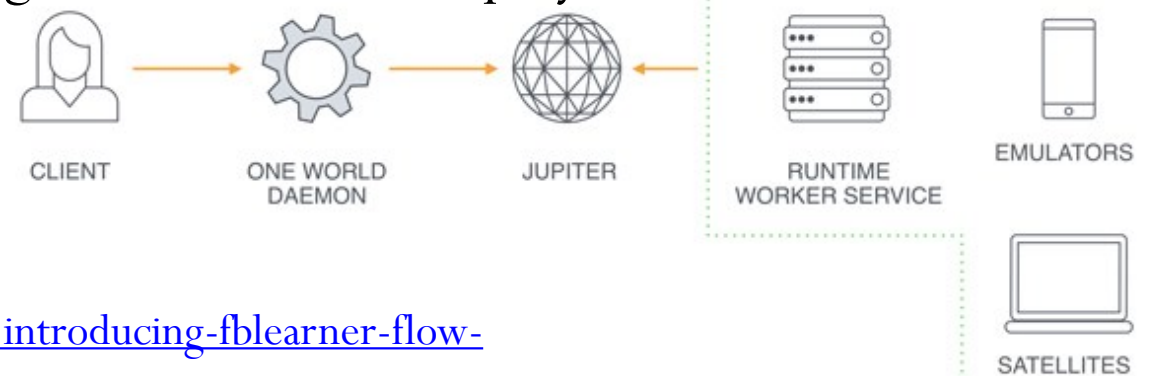 CLIENT
ONE WORLD
DAEMON
JUPITER
RUNTIME
WORKER SERVICE
EMULATORS
introducing-fblearner-flow-
SATELLITES